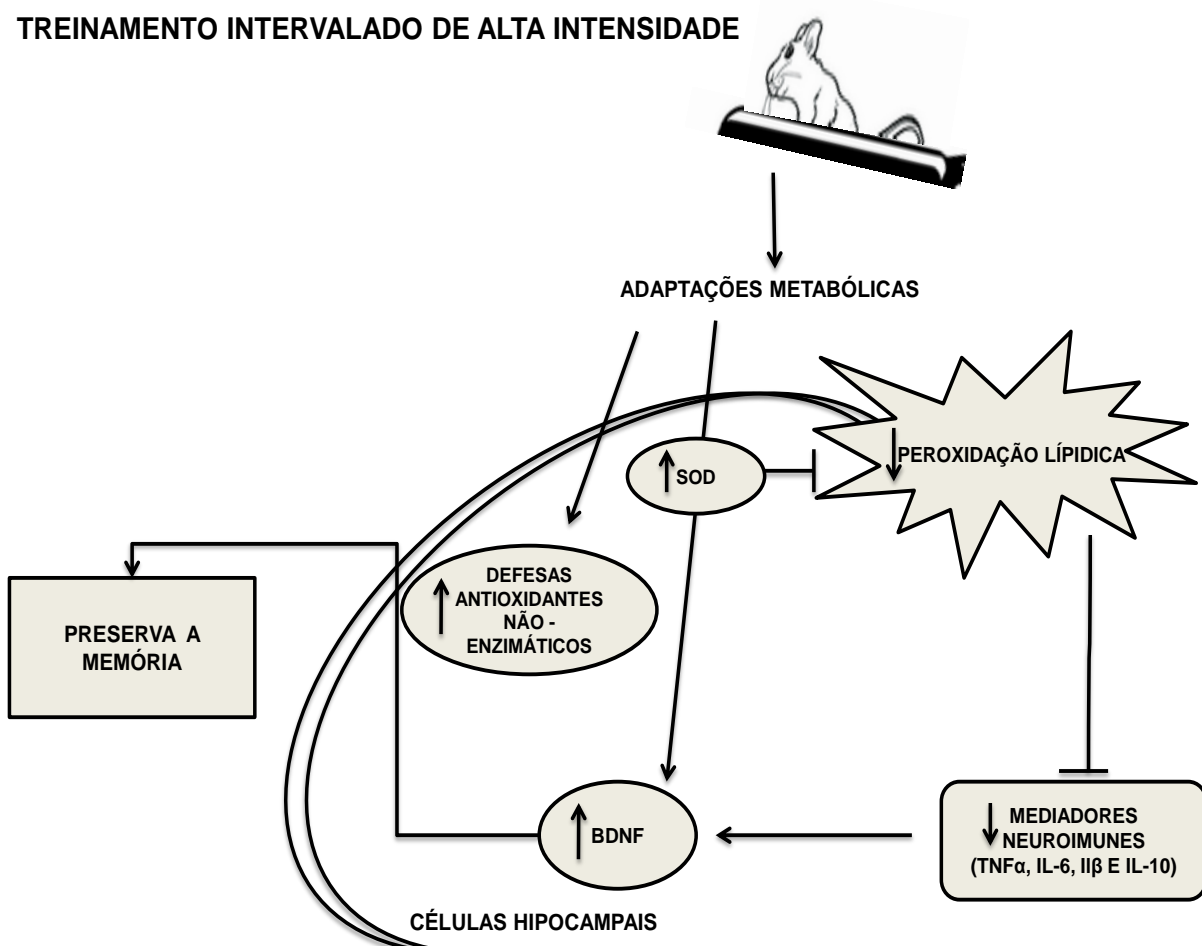 TREINAMENTO INTERVALADO DE ALTA INTENSIDADE
ADAPTAÇÕES METABÓLICAS
PEROXIDAÇÃO LÍPIDICA
SOD
DEFESAS
ANTIOXIDANTES
NÃO -
ENZIMÁTICOS
PRESERVA A
MEMÓRIA
BDNF
MEDIADORES
NEUROIMUNES
(TNFα, IL-6, IIβ E IL-10)
CÉLULAS HIPOCAMPAIS